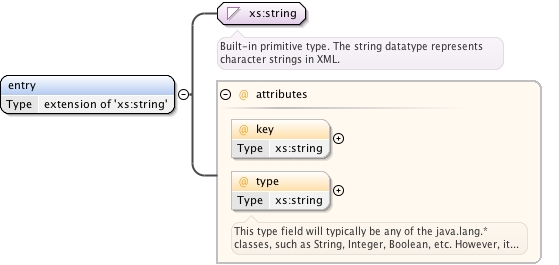 xs:string
Built-in primitive type. The string datatype represents
character strings in XML.
entry
Type extension of 'xs:string'
@ attributes
@ key
Type xs:string
@ type
Type xs:string
This type field will typically be any of the java.lang.*
classes, such as String, Integer, Boolean, etc. However, it...